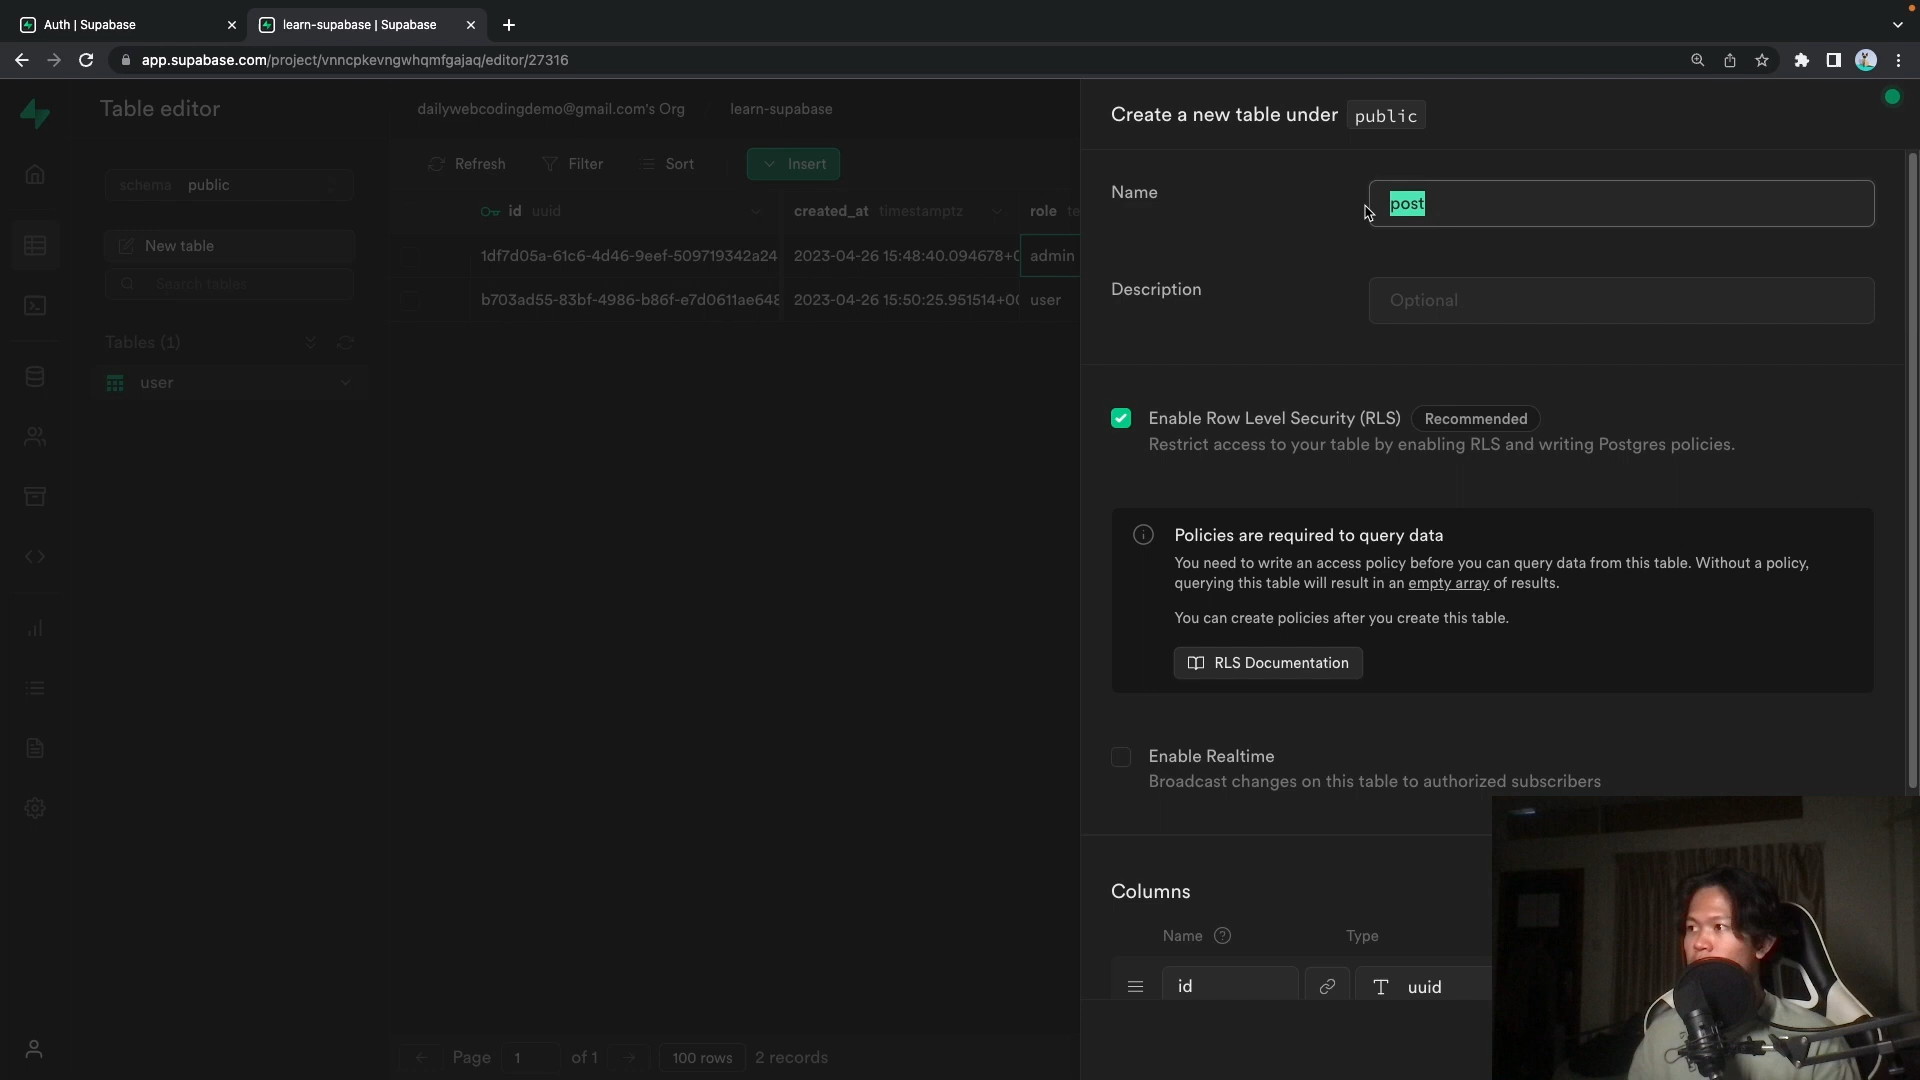 Auth | Supabase
learn-supabase | Supabase
app.supabase.com/project/vnncpkevngwhqmfgajaq/editor/27316
Table editor
dailywebcodingdemo@gmail.com's Org / learn-supabase
Create a new table under public
schema public
Refresh
Filter
Sort
Insert
Name
post
id uuid
created_at timestamptz
role te
New table
1df7d05a-61c6-4d46-9eef-509719342a24
2023-04-26 15:48:40.094678+0
admin
Search tables
Description
Optional
b703ad55-83bf-4986-b86f-e7d0611ae648
2023-04-26 15:50:25.951514+00
user
Tables (1)
user
Enable Row Level Security (RLS) Recommended
Restrict access to your table by enabling RLS and writing Postgres policies.
Policies are required to query data
You need to write an access policy before you can query data from this table. Without a policy,
querying this table will result in an empty array of results.
You can create policies after you create this table.
RLS Documentation
Enable Realtime
Broadcast changes on this table to authorized subscribers
Columns
Name ?
Type
id
T uuid
Page 1 of 1
100 rows
2 records